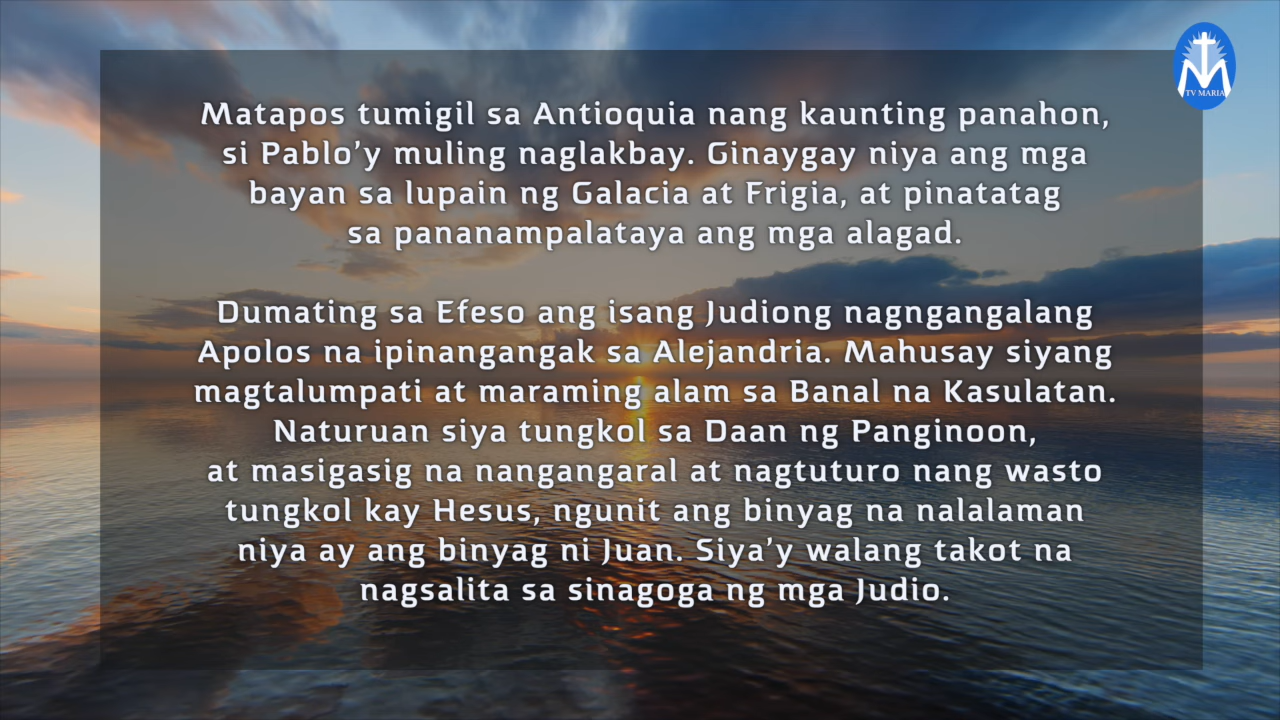 TV MARIA
Matapos tumigil sa Antioquia nang kaunting panahon,
si Pablo’y muling naglakbay. Ginaygay niya ang mga
bayan sa lupain ng Galacia at Frigia, at pinatatag
sa pananampalataya ang mga alagad.
Dumating sa Efeso ang isang Judiong nagngangalang
Apolos na ipinangangak sa Alejandria. Mahusay siyang
magtalumpati at maraming alam sa Banal na Kasulatan.
Naturuan siya tungkol sa Daan ng Panginoon,
at masigasig na nangangaral at nagtuturo nang wasto
tungkol kay Hesus, ngunit ang binyag na nalalaman
niya ay ang binyag ni Juan. Siya’y walang takot na
nagsalita sa sinagoga ng mga Judio.